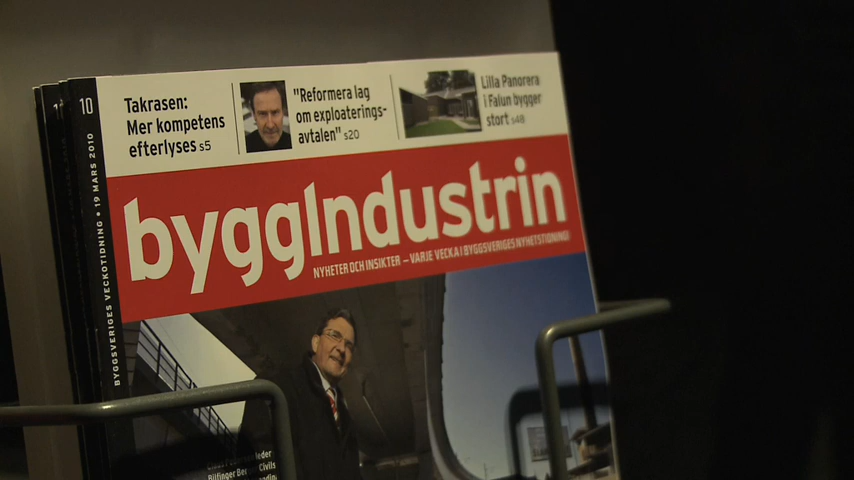 10
Takrasen:
Mer kompetens
efterlyses s5
"Reformera lag
om exploaterings-
avtalen" s20
Lilla Panorera
i Falun bygger
stort s48
byggIndustrin
NYHETER OCH INSIKTER – VARJE VECKA I BYGGSVERIGES NYHETSTIDNING!
BYGGSVERIGES VECKOTIDNING • 19 MARS 2010
leder
Bilfinger Civils